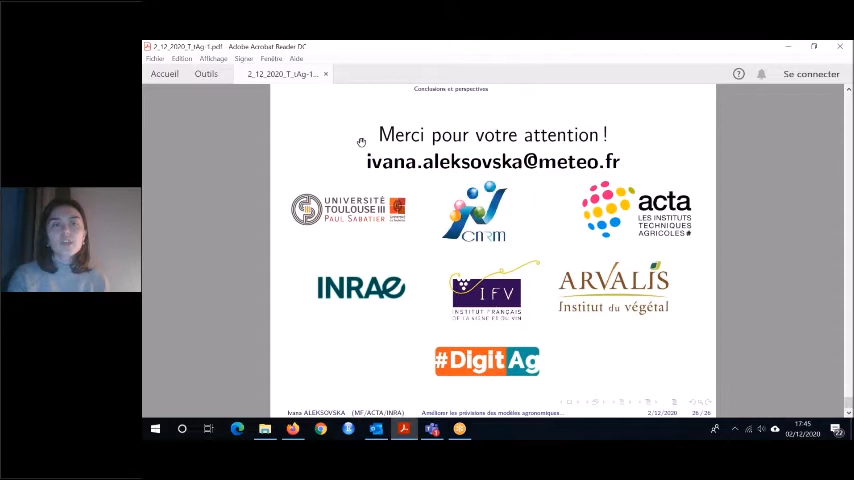 2_12_2020_T_tAg-1.pdf - Adobe Acrobat Reader DC
Fichier Edition Affichage Signer Fenêtre Aide
Accueil Outils 2_12_2020_T_tAg-1... × Se connecter
Conclusions et perspectives
Merci pour votre attention !
ivana.aleksovska@meteo.fr
UNIVERSITÉ
TOULOUSE III
PAUL SABATIER
CNRM
acta
LES INSTITUTS
TECHNIQUES
AGRICOLES#
INRAE
IFV
INSTITUT FRANÇAIS
DE LA VIGNE ET DU VIN
ARVALIS
Institut du végétal
#DigitAg
Ivana ALEKSOVSKA (MF/ACTA/INRA) Améliorer les prévisions des modèles agronomiques... 2/12/2020 26 / 26
17:45
02/12/2020
22